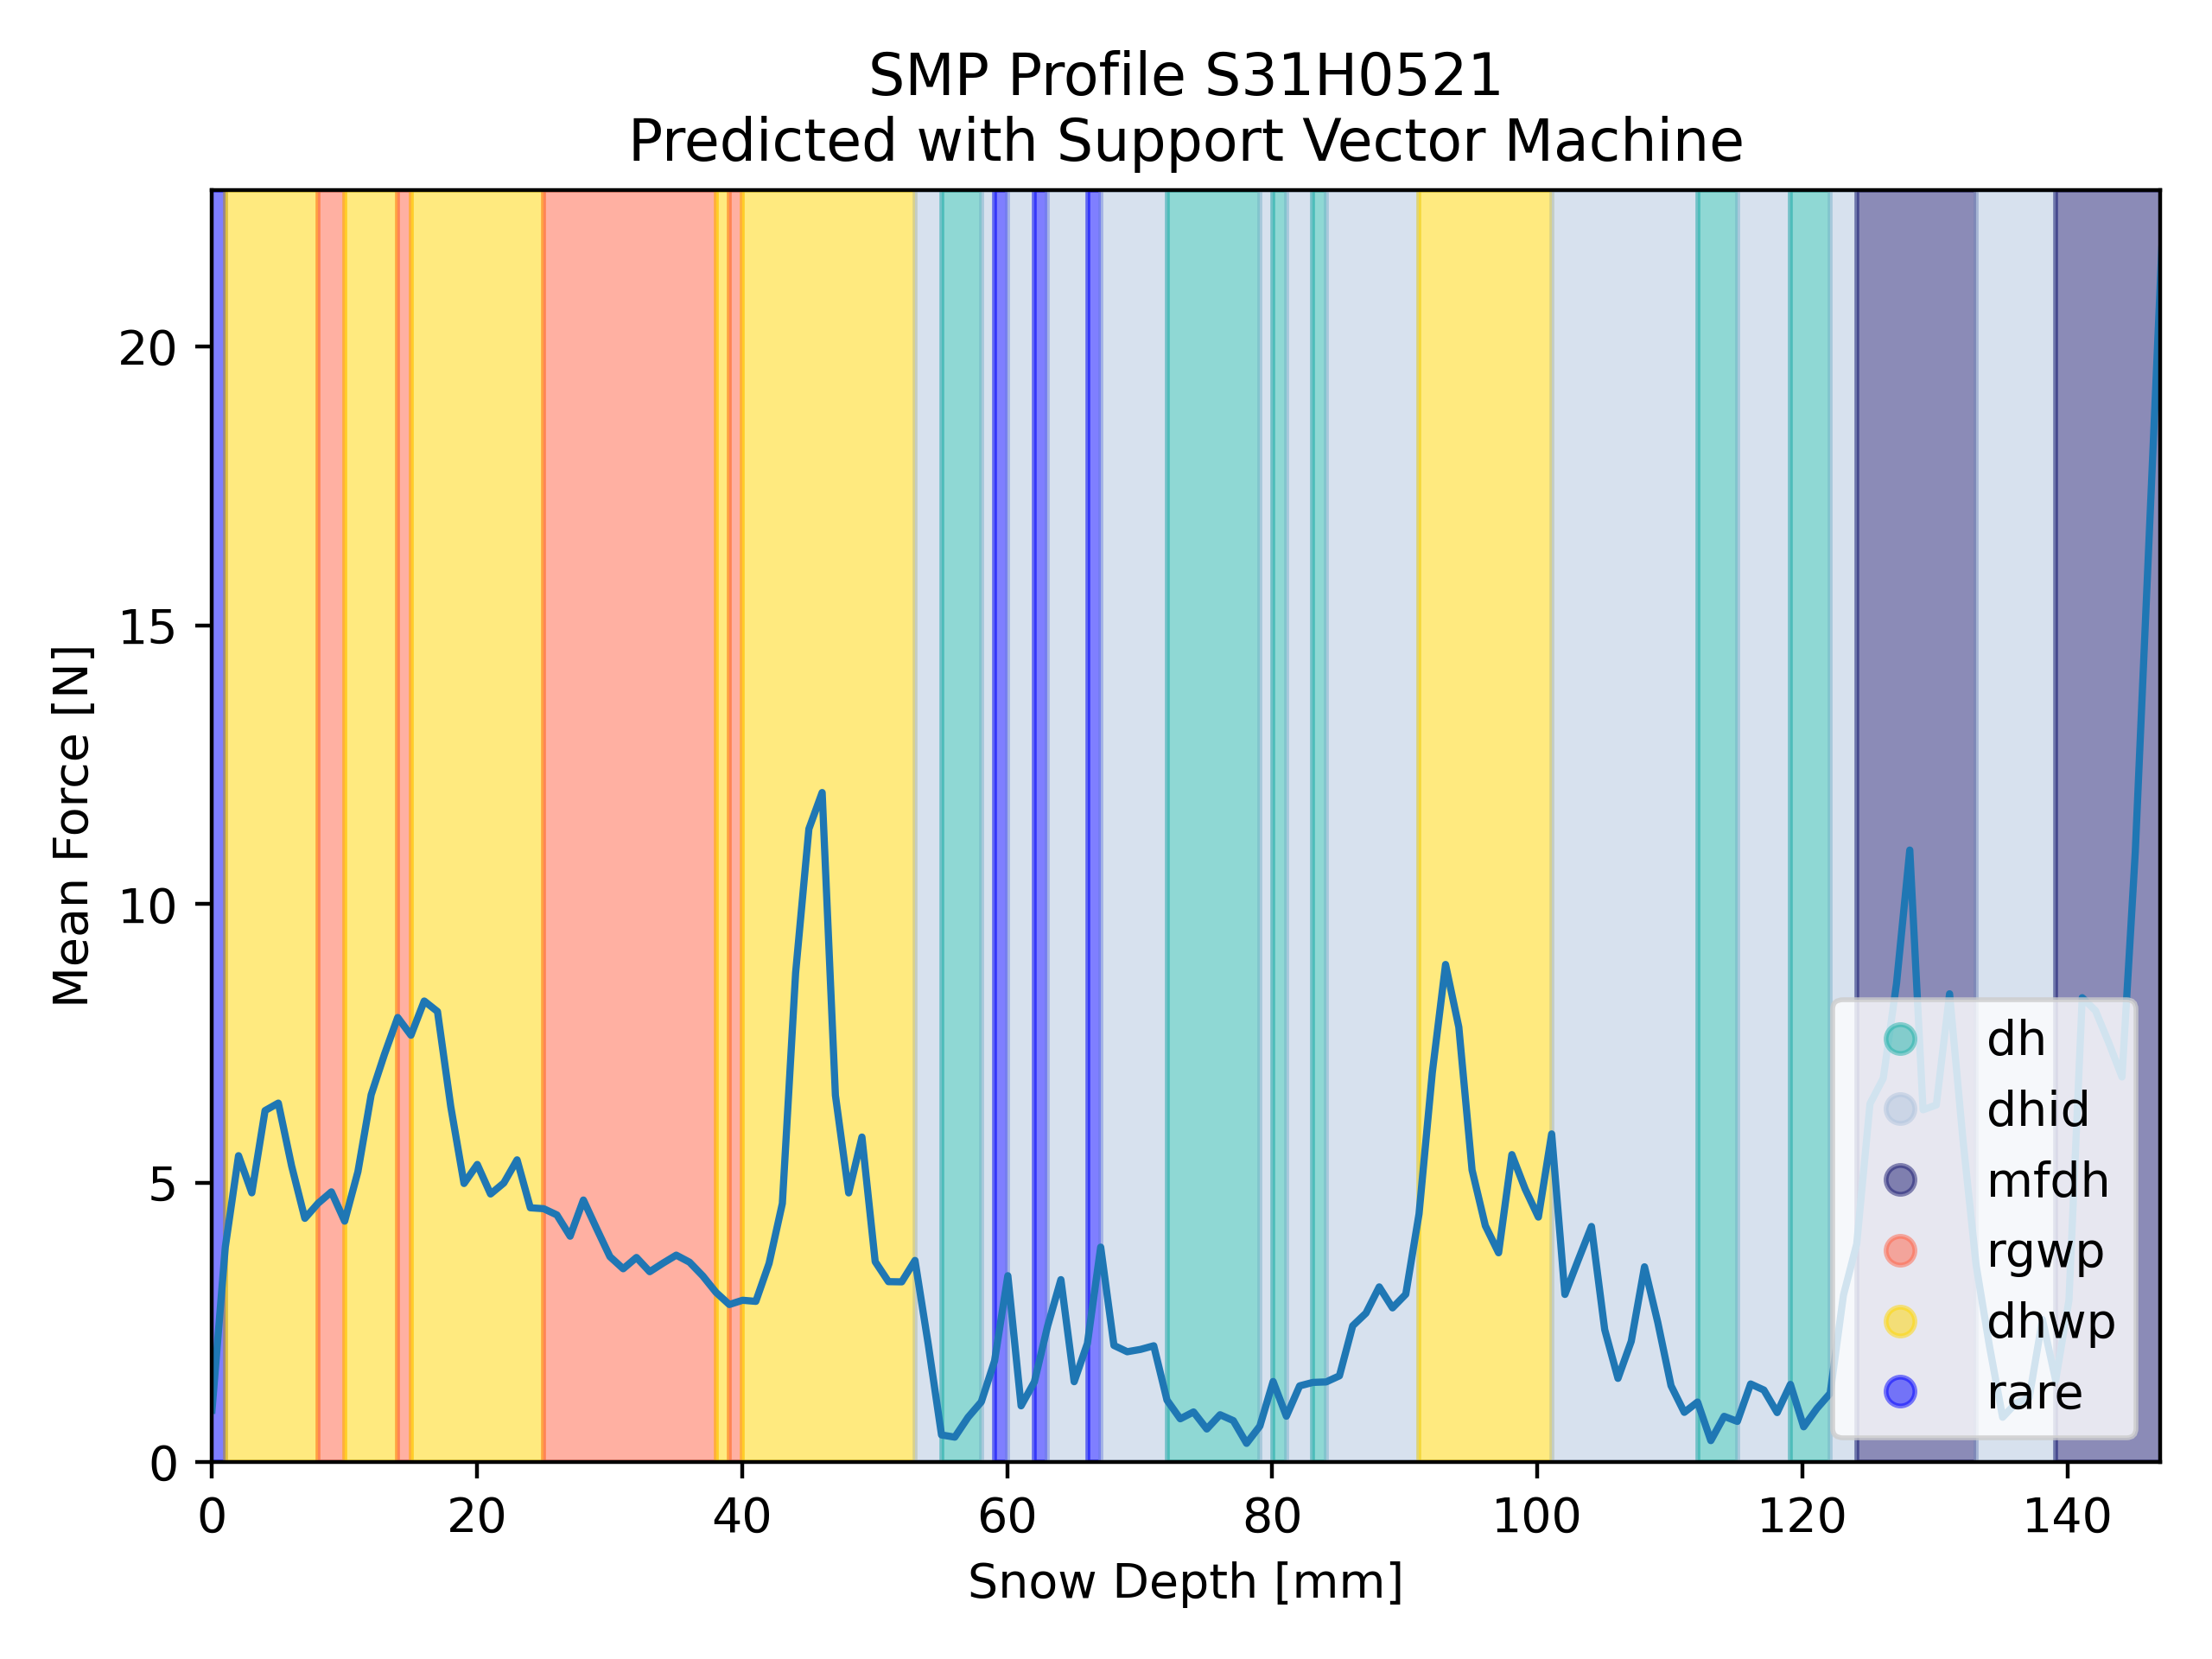 SMP Profile S31H0521
Predicted with Support Vector Machine
Mean Force [N]
20
15
10
5
0
dh
dhid
mfdh
rgwp
dhwp
rare
0 20 40 60 80 100 120 140
Snow Depth [mm]